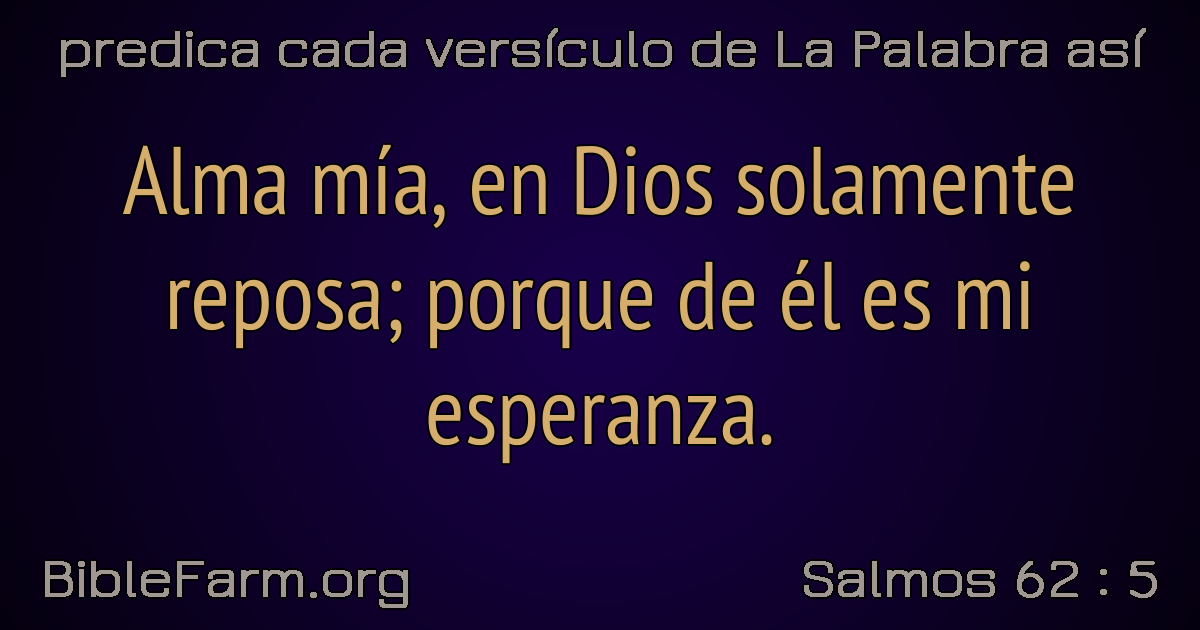 predica cada versículo de La Palabra así
Alma mía, en Dios solamente
reposa; porque de él es mi
esperanza.
BibleFarm.org
Salmos 62 : 5